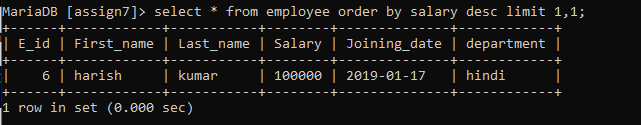 MariaDB [assign7]> select * from employee order by salary desc limit 1,1;
+------+------------+-----------+--------+--------------+------------+
| E_id | First_name | Last_name | Salary | Joining_date | department |
+------+------------+-----------+--------+--------------+------------+
|    6 | harish     | kumar     | 100000 | 2019-01-17   | hindi      |
+------+------------+-----------+--------+--------------+------------+
1 row in set (0.000 sec)